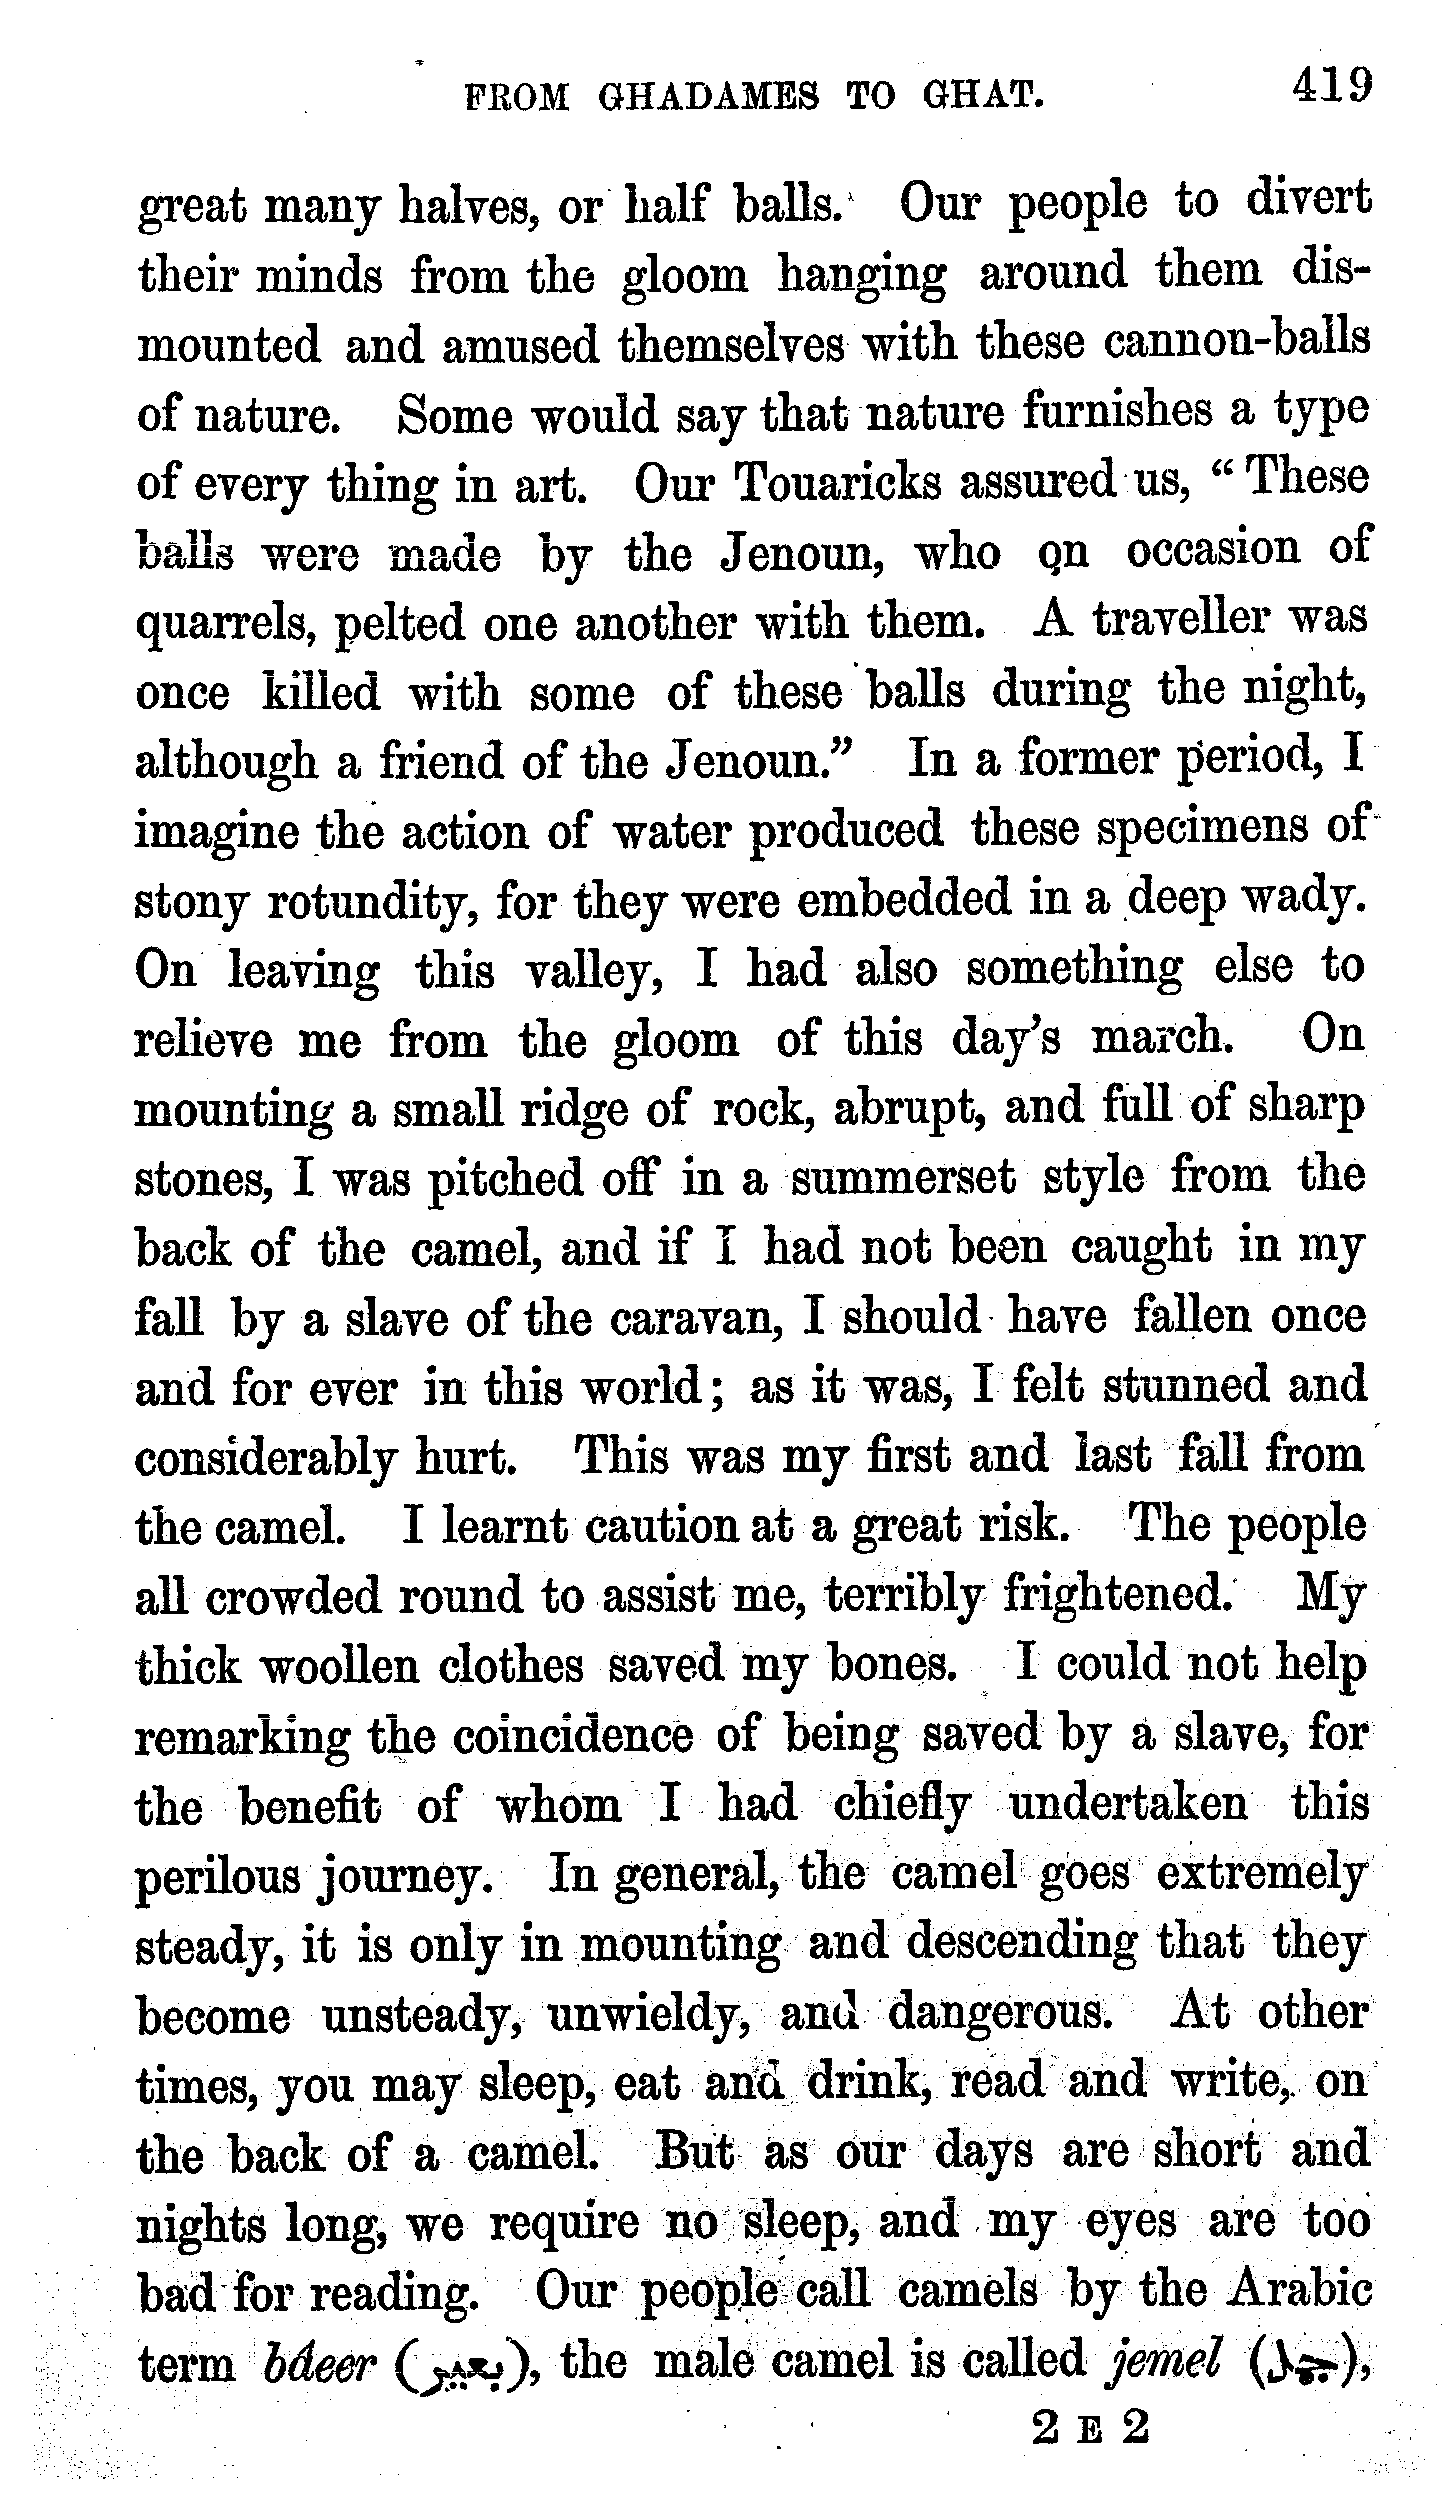 FROM GHADAMES TO GHAT. 419
great many halves, or half balls. Our people to divert
their minds from the gloom hanging around them dis-
mounted and amused themselves with these cannon-balls
of nature. Some would say that nature furnishes a type
of every thing in art. Our Touaricks assured us, “These
balls were made by the Jenoun, who on occasion of
quarrels, pelted one another with them. A traveller was
once killed with some of these balls during the night,
although a friend of the Jenoun.” In a former period, I
imagine the action of water produced these specimens of
stony rotundity, for they were embedded in a deep wady.
On leaving this valley, I had also something else to
relieve me from the gloom of this day’s march. On
mounting a small ridge of rock, abrupt, and full of sharp
stones, I was pitched off in a summerset style from the
back of the camel, and if I had not been caught in my
fall by a slave of the caravan, I should have fallen once
and for ever in this world; as it was, I felt stunned and
considerably hurt. This was my first and last fall from
the camel. I learnt caution at a great risk. The people
all crowded round to assist me, terribly frightened. My
thick woollen clothes saved my bones. I could not help
remarking the coincidence of being saved by a slave, for
the benefit of whom I had chiefly undertaken this
perilous journey. In general, the camel goes extremely
steady, it is only in mounting and descending that they
become unsteady, unwieldy, and dangerous. At other
times, you may sleep, eat and drink, read and write, on
the back of a camel. But as our days are short and
nights long, we require no sleep, and my eyes are too
bad for reading. Our people call camels by the Arabic
term báeer (بعير), the male camel is called jemel (جمل),
2 E 2